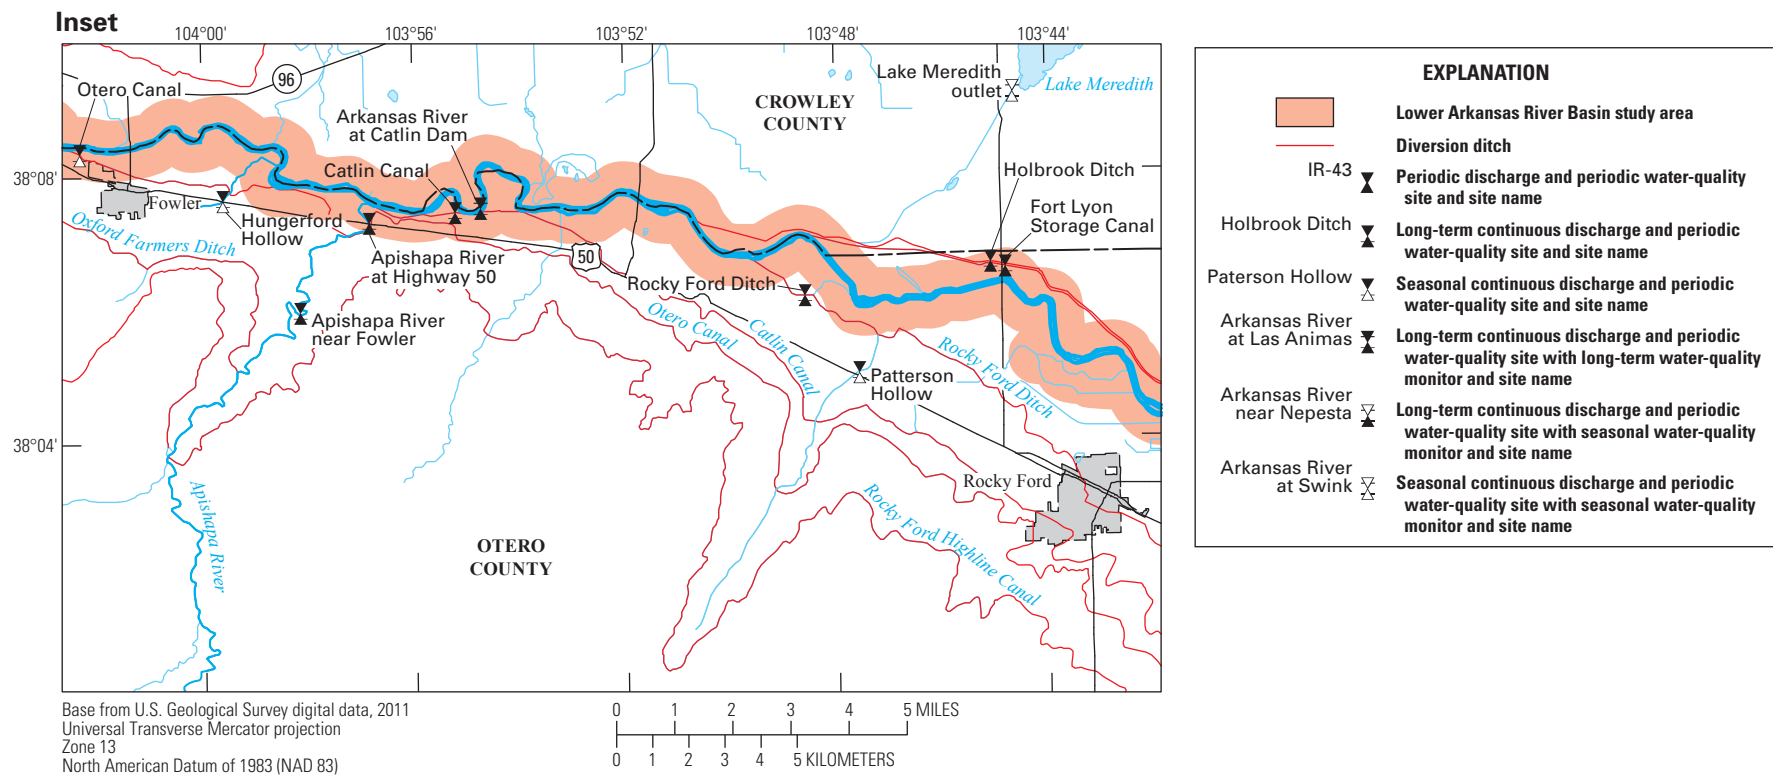 Inset
104°00'
103°56'
103°52'
103°48'
103°44'
96
Otero Canal
Arkansas River
at Catlin Dam
Catlin Canal
CROWLEY
COUNTY
Lake Meredith
outlet
Lake Meredith
Holbrook Ditch
Fort Lyon
Storage Canal
38°08'
Fowler
Hungerford
Hollow
Oxford Farmers Ditch
Apishapa River
at Highway 50
50
Rocky Ford Ditch
Apishapa River
near Fowler
Otero Canal
Catlin Canal
Rocky Ford Ditch
Patterson
Hollow
38°04'
Apishapa River
Rocky Ford
Rocky Ford Highline Canal
OTERO
COUNTY
Base from U.S. Geological Survey digital data, 2011
Universal Transverse Mercator projection
Zone 13
North American Datum of 1983 (NAD 83)
0 1 2 3 4 5 MILES
0 1 2 3 4 5 KILOMETERS
EXPLANATION
Lower Arkansas River Basin study area
Diversion ditch
IR-43
Periodic discharge and periodic water-quality
site and site name
Holbrook Ditch
Long-term continuous discharge and periodic
water-quality site and site name
Paterson Hollow
Seasonal continuous discharge and periodic
water-quality site and site name
Arkansas River
at Las Animas
Long-term continuous discharge and periodic
water-quality site with long-term water-quality
monitor and site name
Arkansas River
near Nepesta
Long-term continuous discharge and periodic
water-quality site with seasonal water-quality
monitor and site name
Arkansas River
at Swink
Seasonal continuous discharge and periodic
water-quality site with seasonal water-quality
monitor and site name